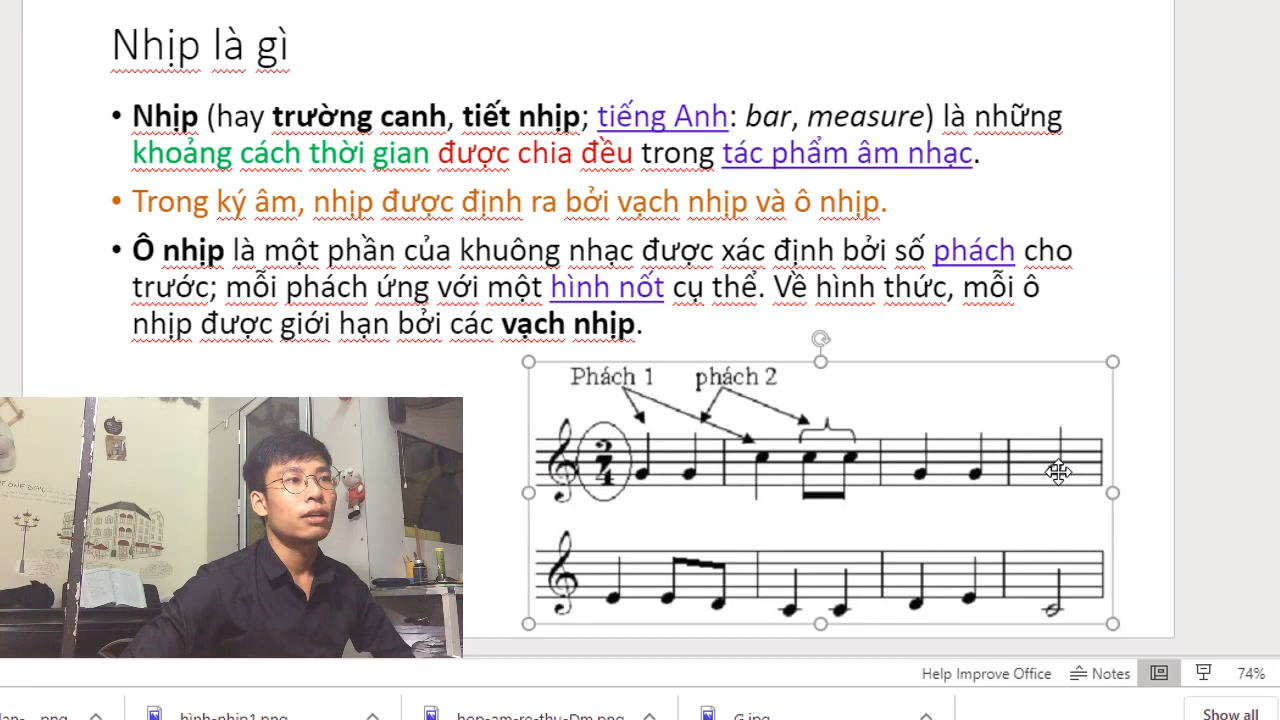 Nhịp là gì
• Nhịp (hay trường canh, tiết nhịp; tiếng Anh: bar, measure) là những
khoảng cách thời gian được chia đều trong tác phẩm âm nhạc.
• Trong ký âm, nhịp được định ra bởi vạch nhịp và ô nhịp.
• Ô nhịp là một phần của khuông nhạc được xác định bởi số phách cho
trước; mỗi phách ứng với một hình nốt cụ thể. Về hình thức, mỗi ô
nhịp được giới hạn bởi các vạch nhịp.
Phách 1 phách 2
2
4
Help Improve Office Notes 74%
hình-nhip1.png hop-am-re-thu-Dm.png G.jpg Show all